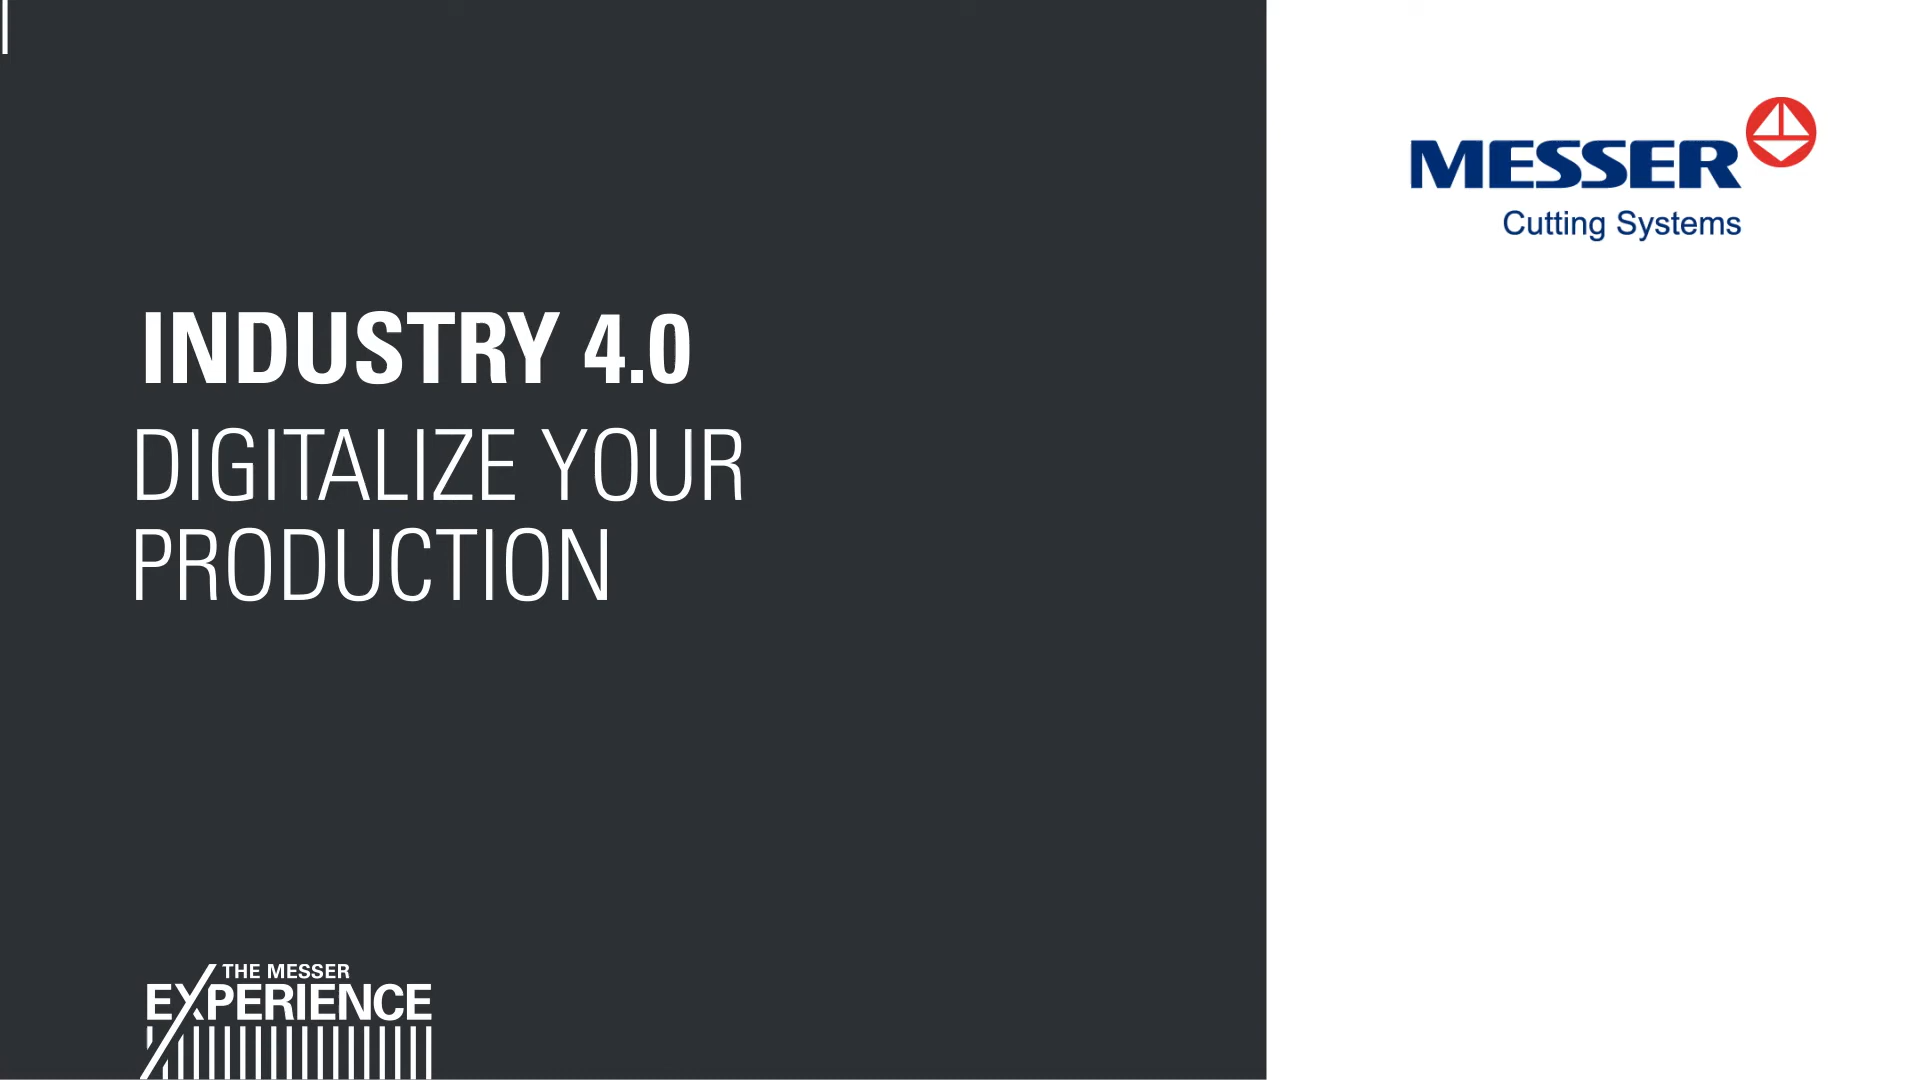 MESSER
Cutting Systems
INDUSTRY 4.0
DIGITALIZE YOUR
PRODUCTION
THE MESSER
EXPERIENCE